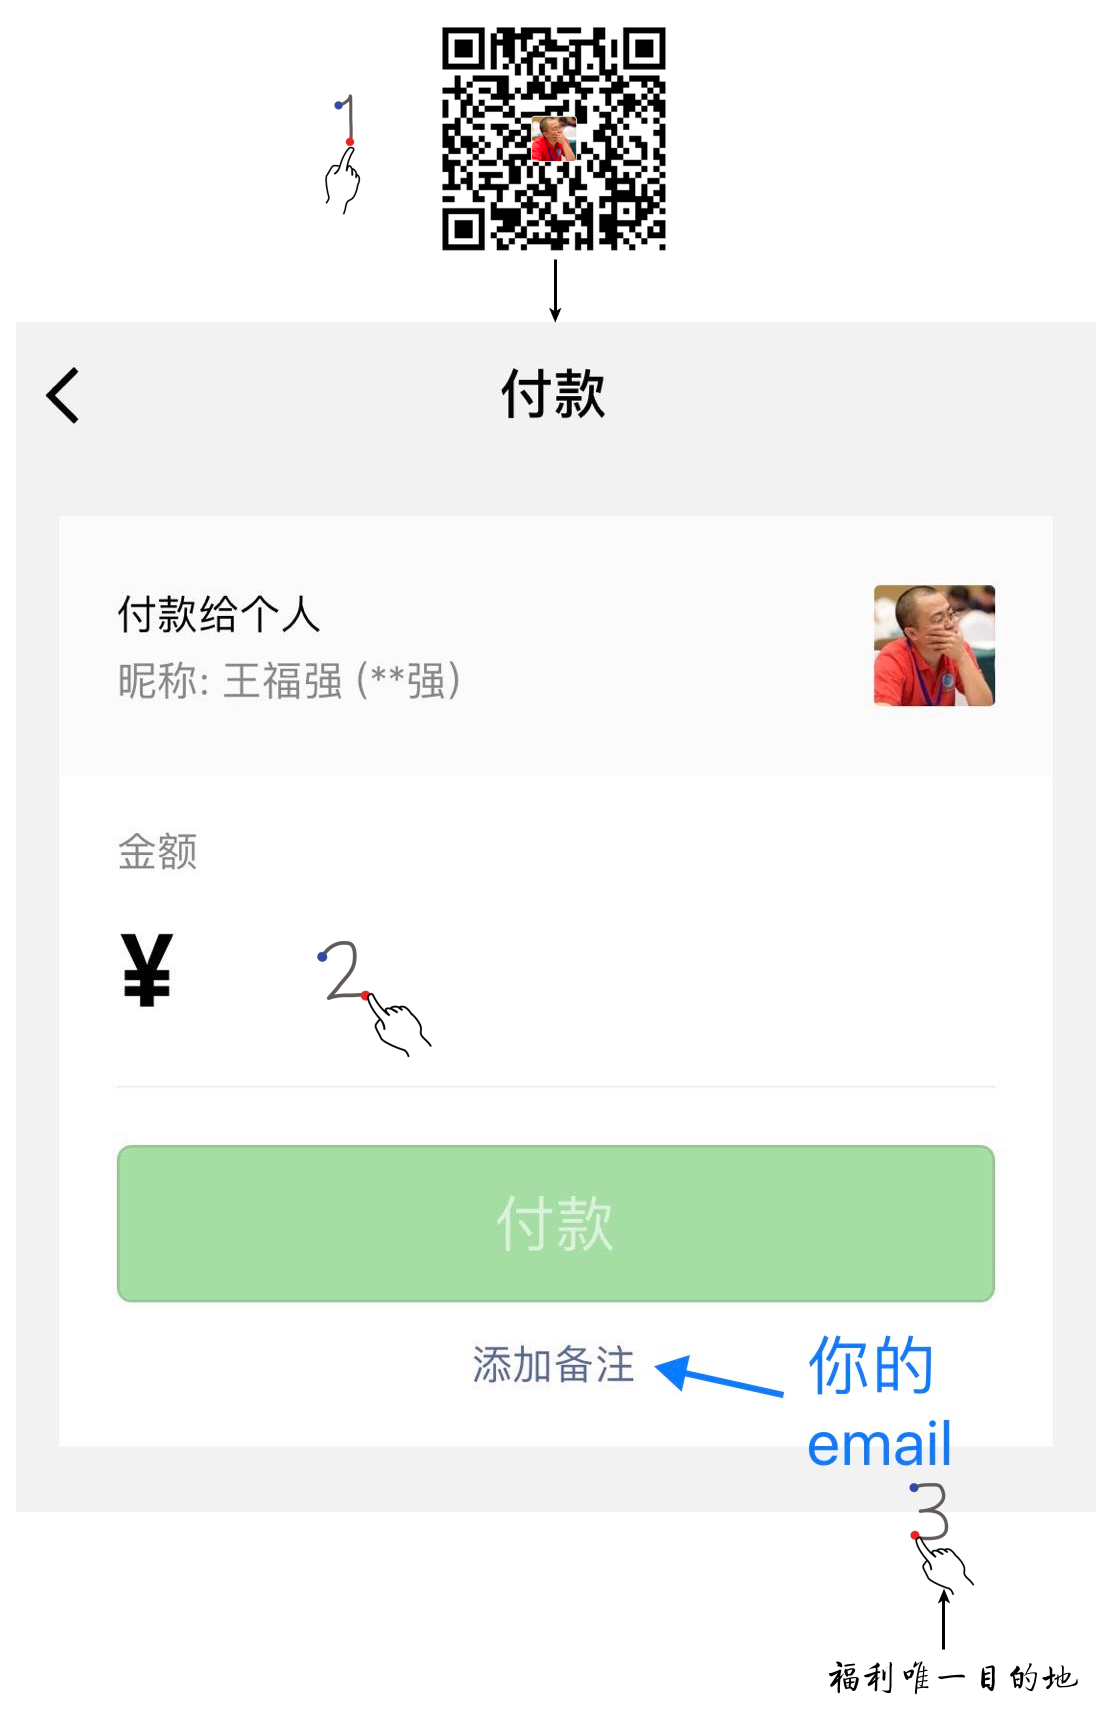 1
付款
付款给个人
昵称: 王福强 (**强)
金额
¥
2
付款
添加备注
你的
email
3
福利唯一目的地